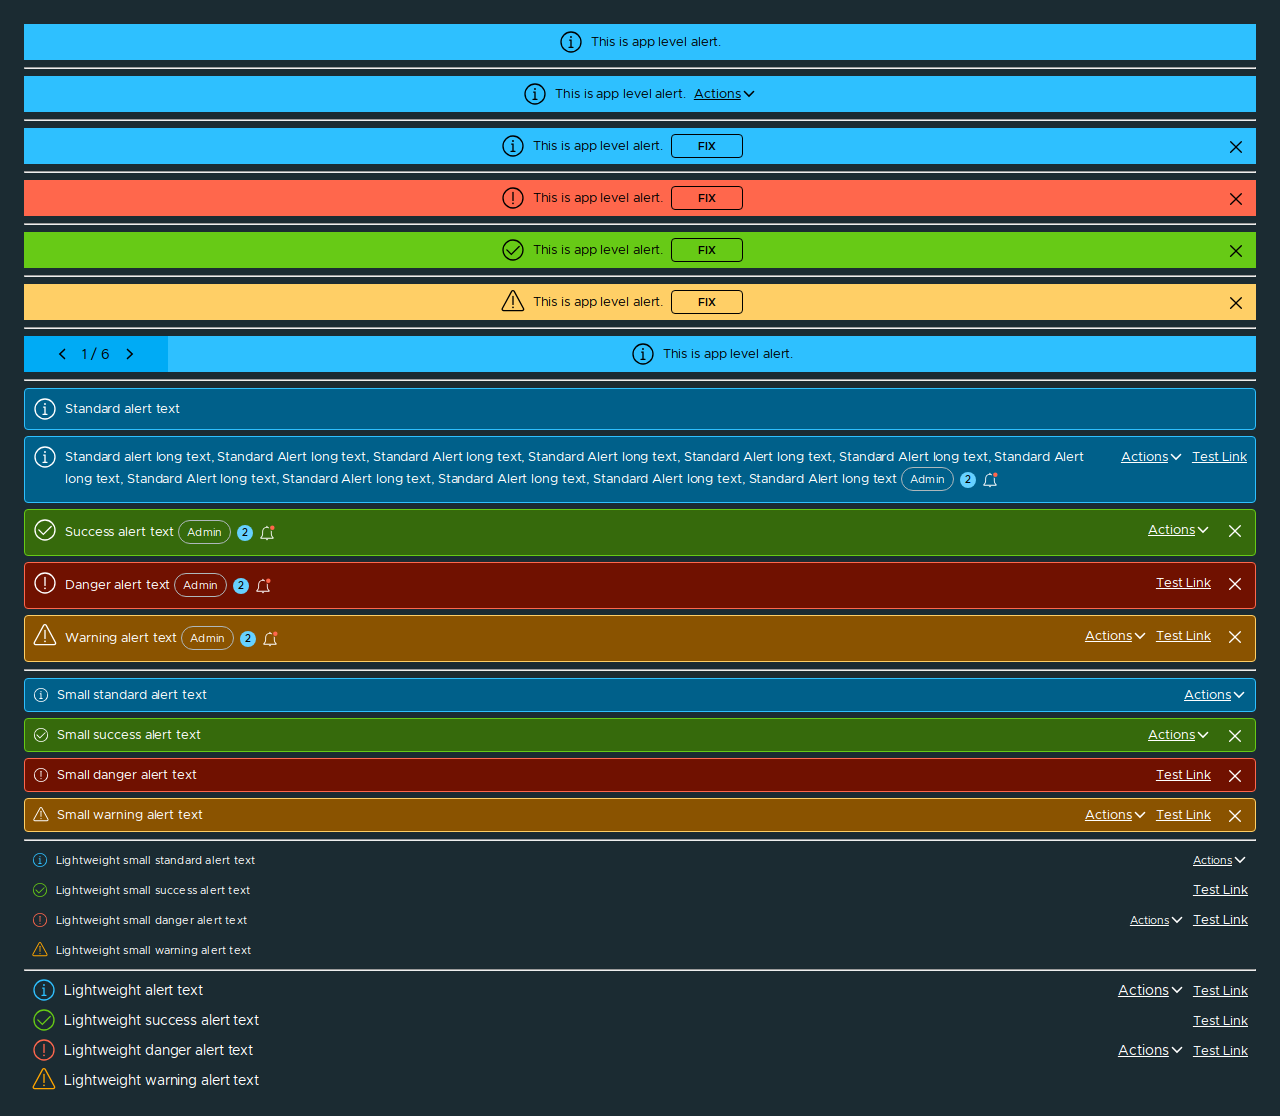 This is app level alert.
This is app level alert. Actions
This is app level alert. FIX
This is app level alert. FIX
This is app level alert. FIX
This is app level alert. FIX
1 / 6 This is app level alert.
Standard alert text
Standard alert long text, Standard Alert long text, Standard Alert long text, Standard Alert long text, Standard Alert long text, Standard Alert long text, Standard Alert Actions Test Link
long text, Standard Alert long text, Standard Alert long text, Standard Alert long text, Standard Alert long text, Standard Alert long text Admin 2
Success alert text Admin 2 Actions
Danger alert text Admin 2 Test Link
Warning alert text Admin 2 Actions Test Link
Small standard alert text Actions
Small success alert text Actions
Small danger alert text Test Link
Small warning alert text Actions Test Link
Lightweight small standard alert text Actions
Lightweight small success alert text Test Link
Lightweight small danger alert text Actions Test Link
Lightweight small warning alert text
Lightweight alert text Actions Test Link
Lightweight success alert text Test Link
Lightweight danger alert text Actions Test Link
Lightweight warning alert text